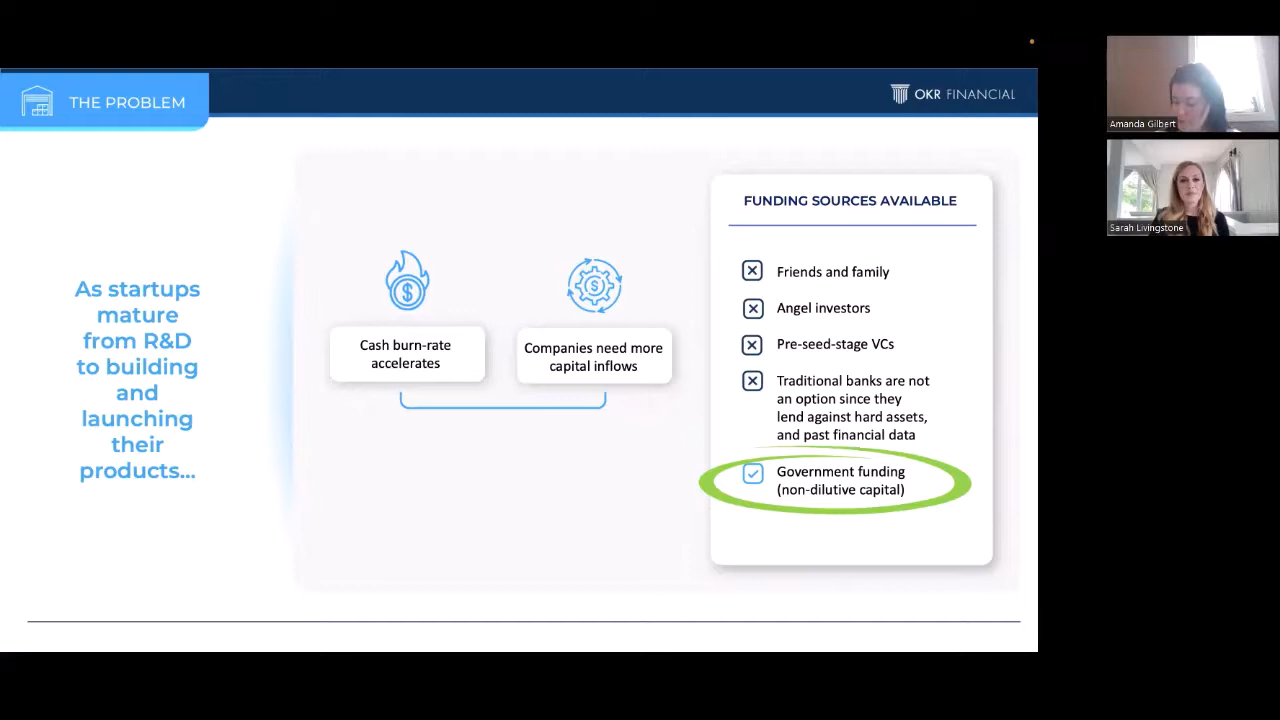 THE PROBLEM
OKR FINANCIAL
As startups
mature
from R&D
to building
and
launching
their
products...
$
Cash burn-rate
accelerates
$
Companies need more
capital inflows
FUNDING SOURCES AVAILABLE
Friends and family
Angel investors
Pre-seed-stage VCs
Traditional banks are not
an option since they
lend against hard assets,
and past financial data
Government funding
(non-dilutive capital)
Amanda Gilbert
Sarah Livingstone